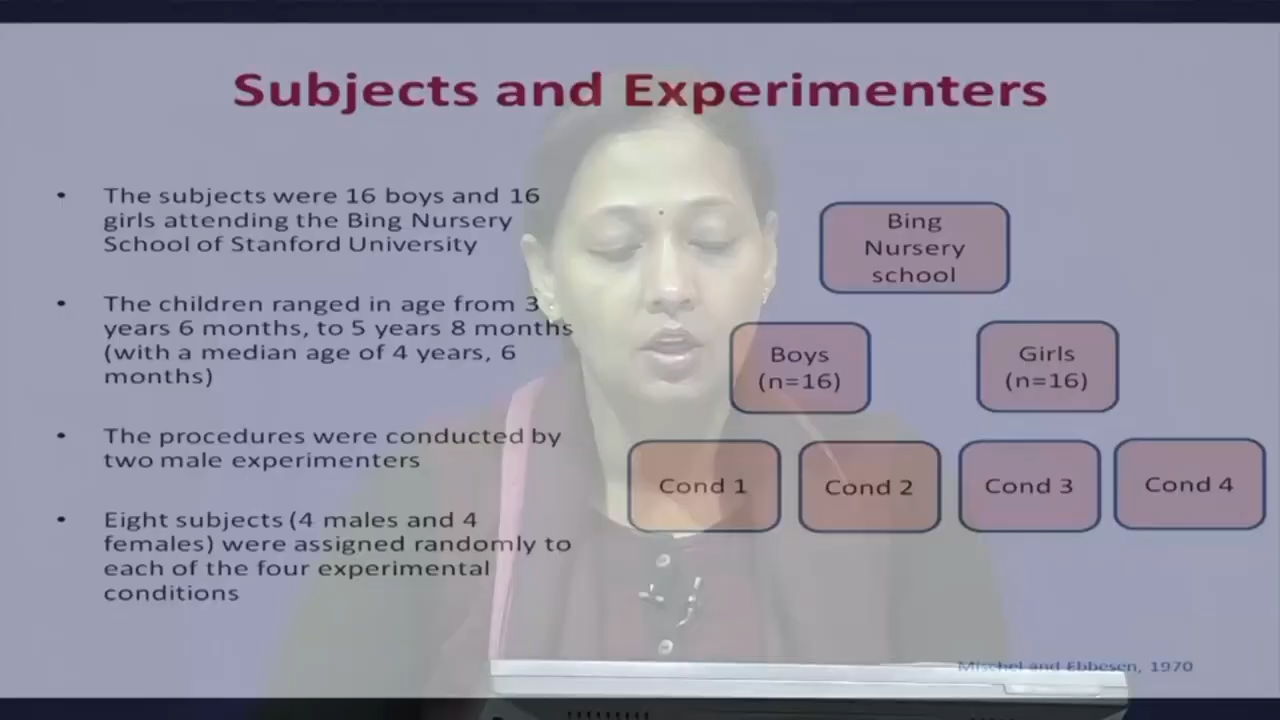 Subjects and Experimenters
• The subjects were 16 boys and 16
girls attending the Bing Nursery
School of Stanford University
• The children ranged in age from 3
years 6 months, to 5 years 8 months
(with a median age of 4 years, 6
months)
• The procedures were conducted by
two male experimenters
• Eight subjects (4 males and 4
females) were assigned randomly to
each of the four experimental
conditions
Bing
Nursery
school
Boys
(n=16)
Girls
(n=16)
Cond 1
Cond 2
Cond 3
Cond 4
Mischel and Ebbesen, 1970